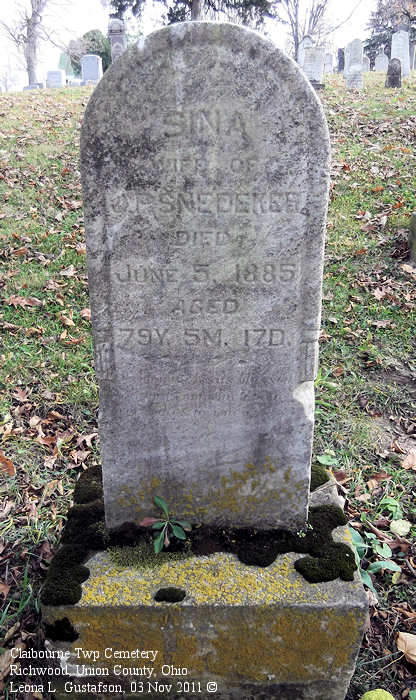 SINA
WIFE OF
J.P. SNEDEKER
DIED
JUNE 5, 1885
AGED
79Y. 5M. 17D.
Claibourne Twp Cemetery
Richwood, Union County, Ohio
Leona L. Gustafson, 03 Nov 2011 ©